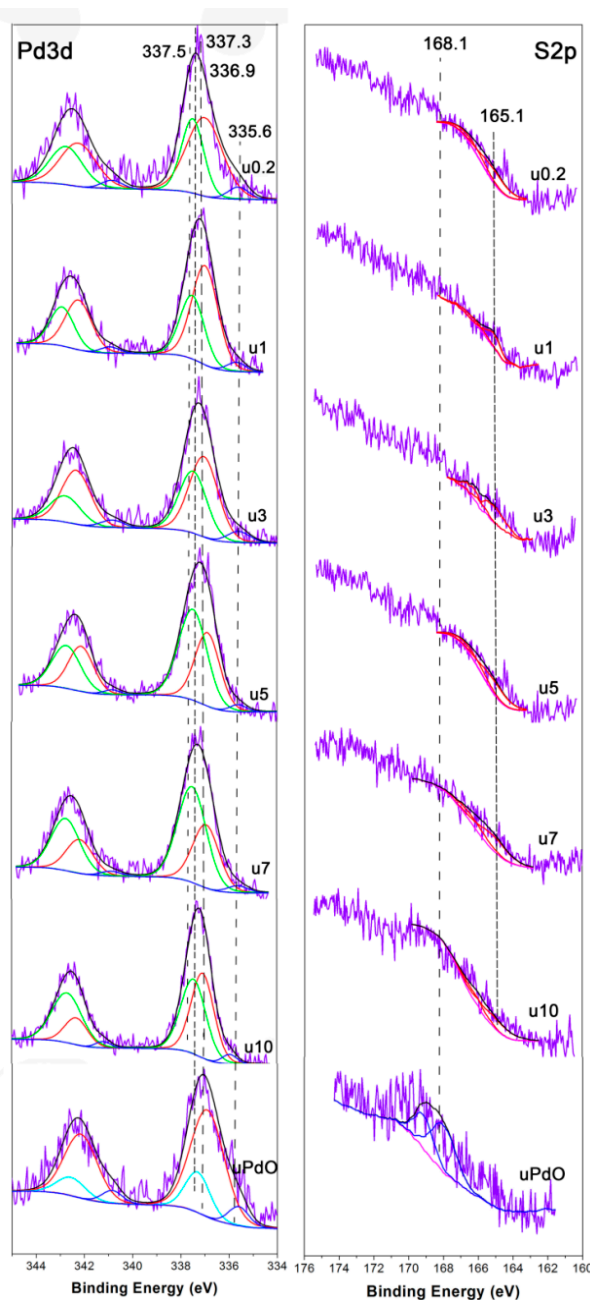 Pd3d
337.5
337.3
336.9
335.6
u0.2
u1
u3
u5
u7
u10
uPdO
344 342 340 338 336 334
Binding Energy (eV)
S2p
168.1
165.1
u0.2
u1
u3
u5
u7
u10
uPdO
176 174 172 170 168 166 164 162 160
Binding Energy (eV)